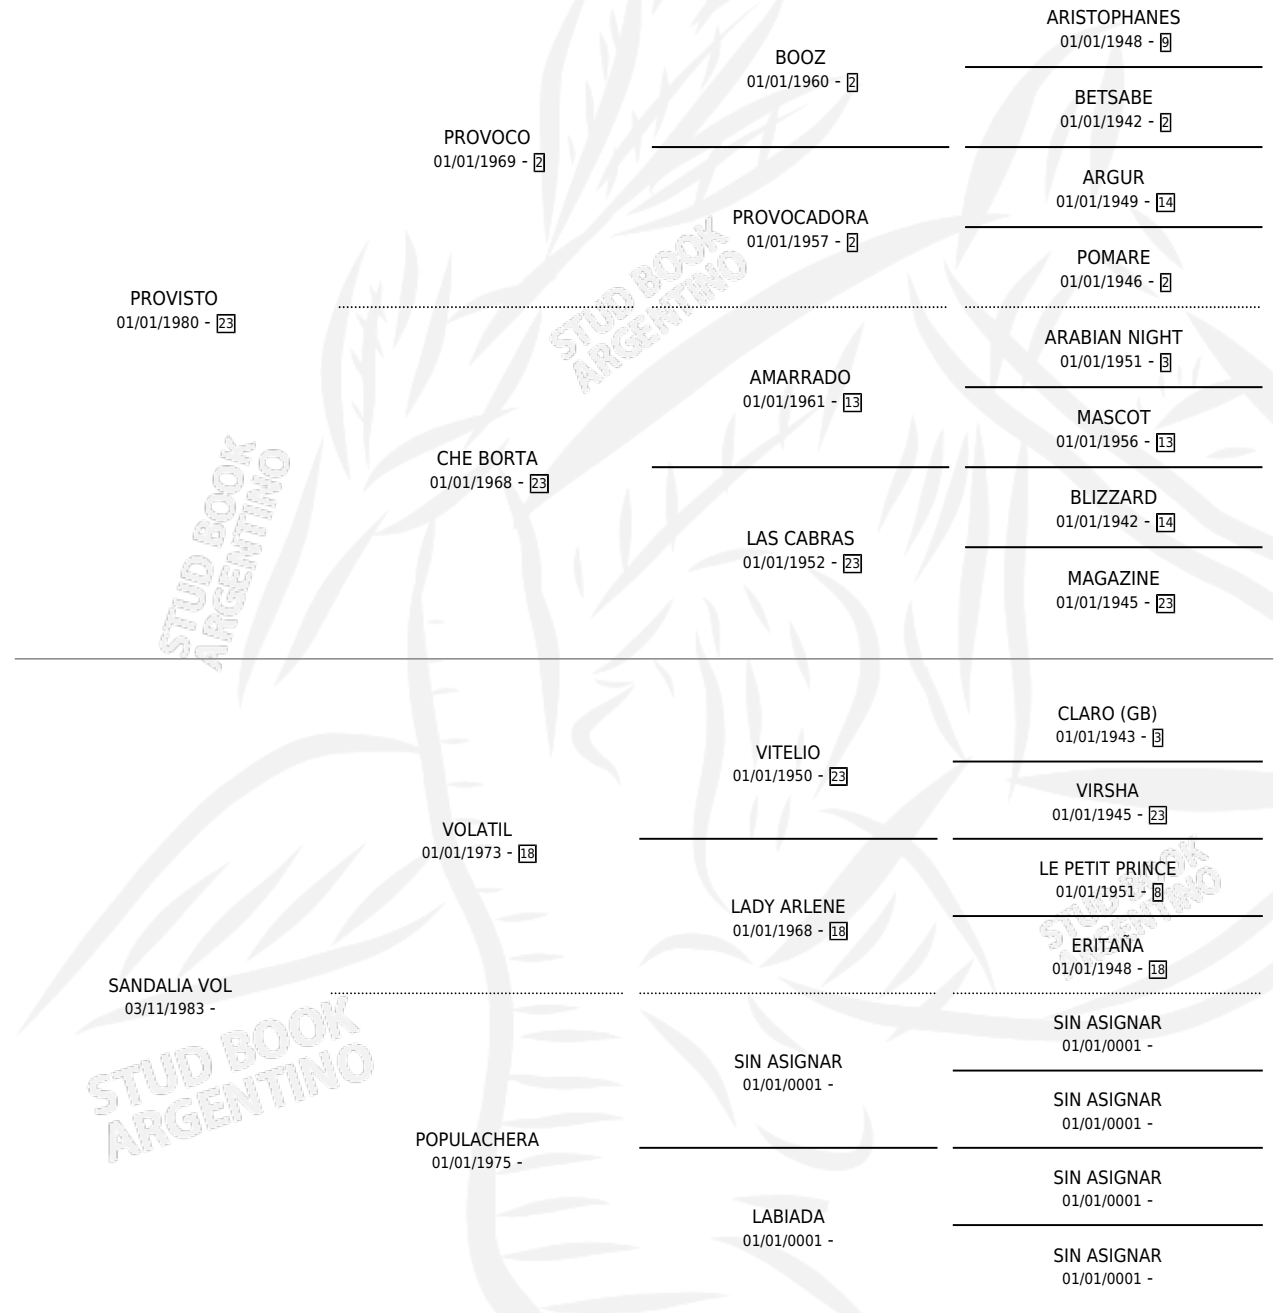 ARISTOPHANES
01/01/1948 - 9
BOOZ
01/01/1960 - 2
BETSABE
01/01/1942 - 2
PROVOCO
01/01/1969 - 2
ARGUR
01/01/1949 - 14
PROVOCADORA
01/01/1957 - 2
POMARE
01/01/1946 - 2
PROVISTO
01/01/1980 - 23
ARABIAN NIGHT
01/01/1951 - 3
AMARRADO
01/01/1961 - 13
MASCOT
01/01/1956 - 13
CHE BORTA
01/01/1968 - 23
BLIZZARD
01/01/1942 - 14
LAS CABRAS
01/01/1952 - 23
MAGAZINE
01/01/1945 - 23
STUD BOOK
ARGENTINO
STUD BOOK
ARGENTINO
CLARO (GB)
01/01/1943 - 3
VITELIO
01/01/1950 - 23
VIRSHA
01/01/1945 - 23
VOLATIL
01/01/1973 - 18
LE PETIT PRINCE
01/01/1951 - 8
LADY ARLENE
01/01/1968 - 18
ERITAÑA
01/01/1948 - 18
STUD BOOK
ARGENTINO
SANDALIA VOL
03/11/1983 -
SIN ASIGNAR
01/01/0001 -
SIN ASIGNAR
01/01/0001 -
SIN ASIGNAR
01/01/0001 -
POPULACHERA
01/01/1975 -
SIN ASIGNAR
01/01/0001 -
LABIADA
01/01/0001 -
SIN ASIGNAR
01/01/0001 -
STUD BOOK
ARGENTINO